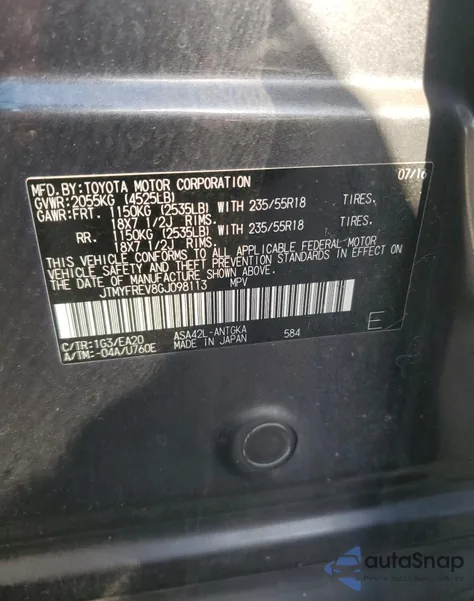 07/16
MFD.BY:TOYOTA MOTOR CORPORATION
GVWR:2055KG (4525LB)
GAWR:FRT. 1150KG (2535LB) WITH 235/55R18 TIRES.
18X7 1/2J RIMS.
RR. 1150KG (2535LB) WITH 235/55R18 TIRES.
18X7 1/2J RIMS.
THIS VEHICLE CONFORMS TO ALL APPLICABLE FEDERAL MOTOR
VEHICLE SAFETY AND THEFT PREVENTION STANDARDS IN EFFECT ON
THE DATE OF MANUFACTURE SHOWN ABOVE.
JTMYFREV8GJ098113 MPV
C/TR:1G3/EA20 ASA42L-ANTGKA 584 E
A/TM:-04A/U760E MADE IN JAPAN
autoSnap